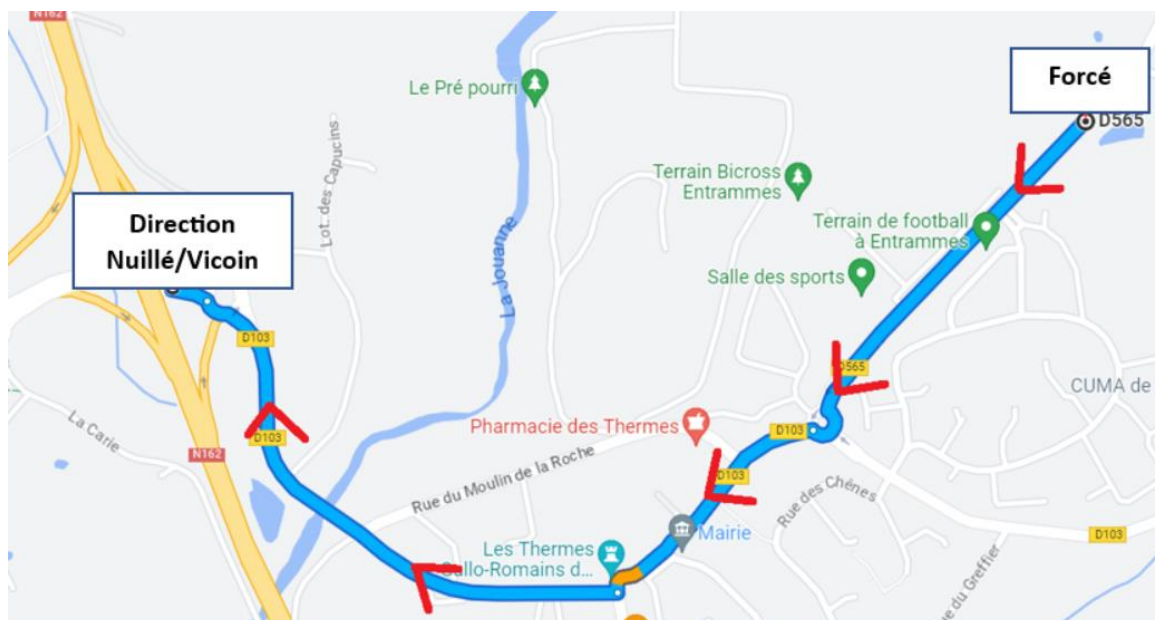 N162
Forcé
Le Pré pourri
D565
Lot. des Capucins
Terrain Bicross
Entrammes
Direction
Nuillé/Vicoin
Terrain de football
à Entrammes
La Jouanne
Salle des sports
D103
D565
CUMA de
La Carie
D103
Pharmacie des Thermes
D103
N162
Rue du Moulin de la Roche
D103
Rue des Chênes
Mairie
D103
Les Thermes
Gallo-Romains d...
e du Greffier